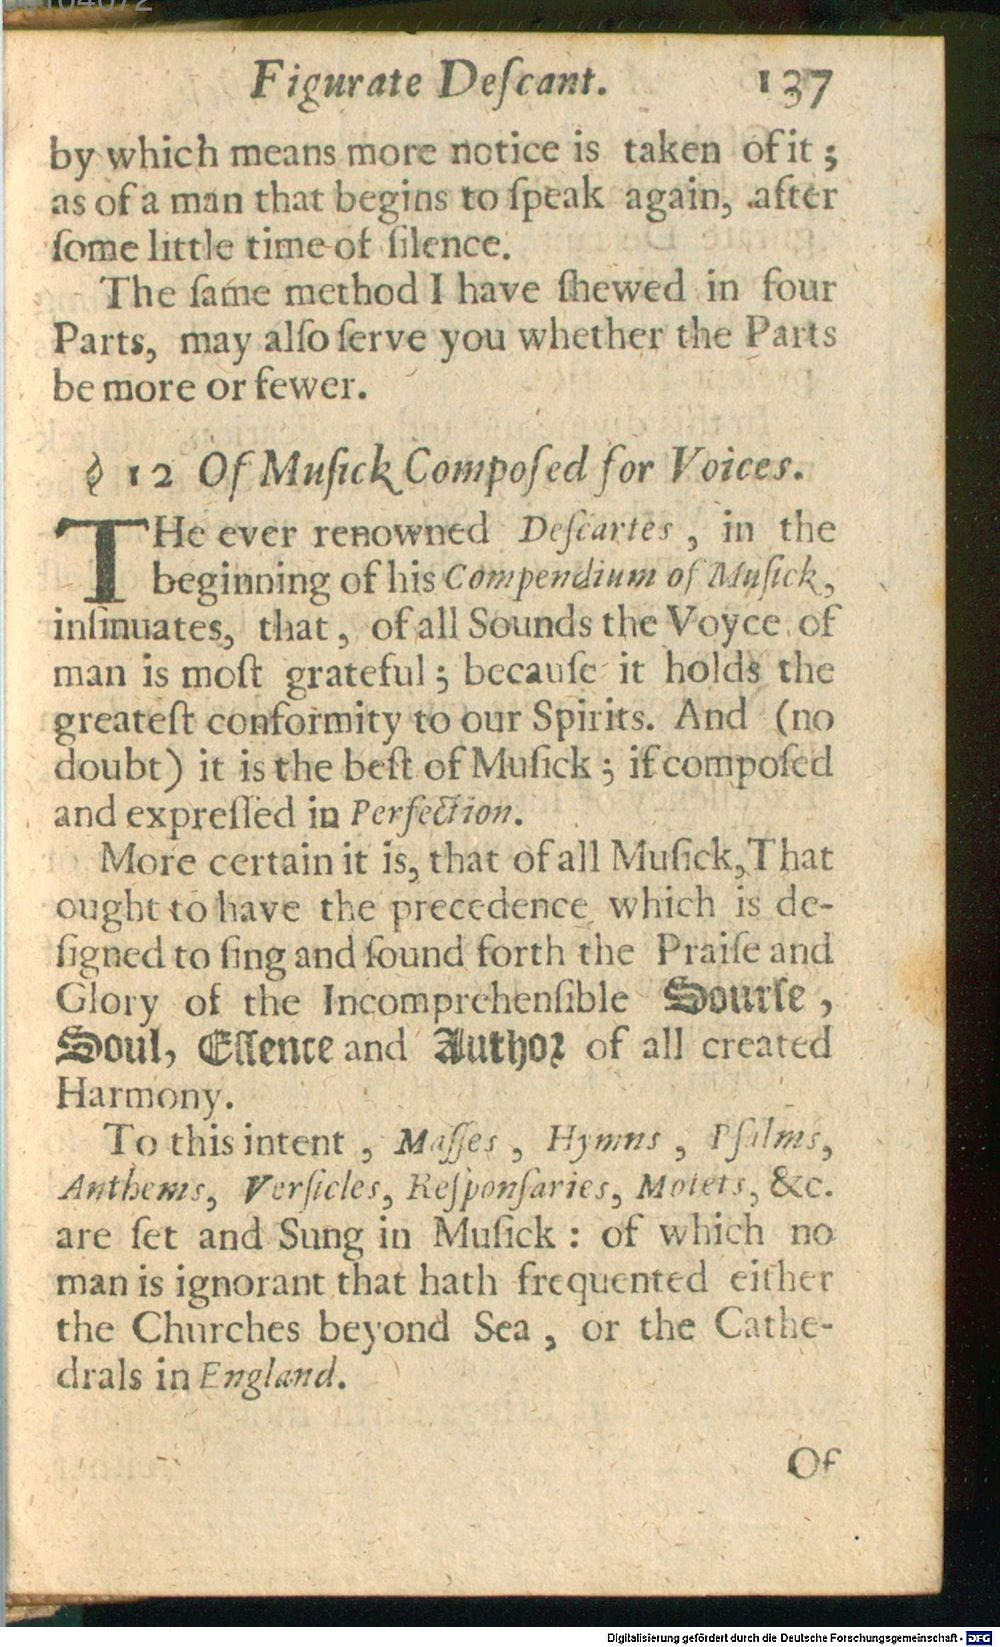 Figurate Deſcant. 137
by which means more notice is taken of it;
as of a man that begins to ſpeak again, after
ſome little time of ſilence.
The ſame method I have ſhewed in four
Parts, may alſo ſerve you whether the Parts
be more or fewer.
§ 12 Of Muſick Compoſed for Voices.
THe ever renowned Deſcartes, in the
beginning of his Compendium of Muſick,
inſinuates, that, of all Sounds the Voyce of
man is moſt grateful; becauſe it holds the
greateſt conformity to our Spirits. And (no
doubt) it is the beſt of Muſick; if compoſed
and expreſſed in Perfection.
More certain it is, that of all Muſick, That
ought to have the precedence which is de-
ſigned to ſing and ſound forth the Praiſe and
Glory of the Incomprehenſible Sourſe,
Soul, Eſſence and Author of all created
Harmony.
To this intent, Maſſes, Hymns, Pſalms,
Anthems, Verſicles, Reſponſaries, Motets, &c.
are ſet and Sung in Muſick: of which no
man is ignorant that hath frequented either
the Churches beyond Sea, or the Cathe-
drals in England.
Of
Digitalisierung gefördert durch die Deutsche Forschungsgemeinschaft - DFG